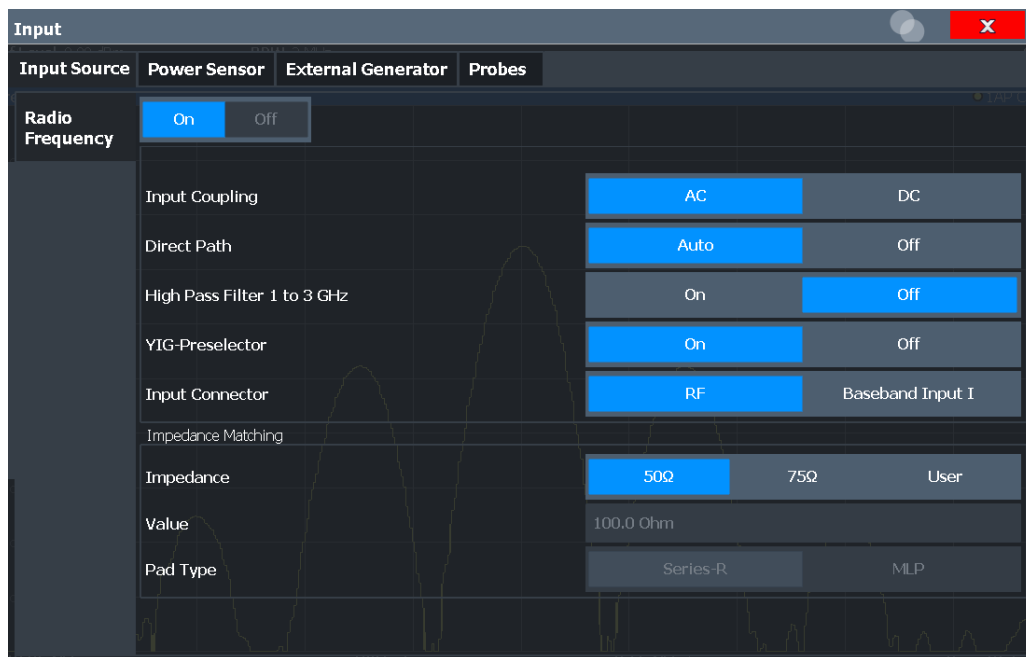 Input
X
Input Source Power Sensor External Generator Probes
Radio
Frequency
On Off
Input Coupling AC DC
Direct Path Auto Off
High Pass Filter 1 to 3 GHz On Off
YIG-Preselector On Off
Input Connector RF Baseband Input I
Impedance Matching
Impedance 50Ω 75Ω User
Value 100.0 Ohm
Pad Type Series-R MLP